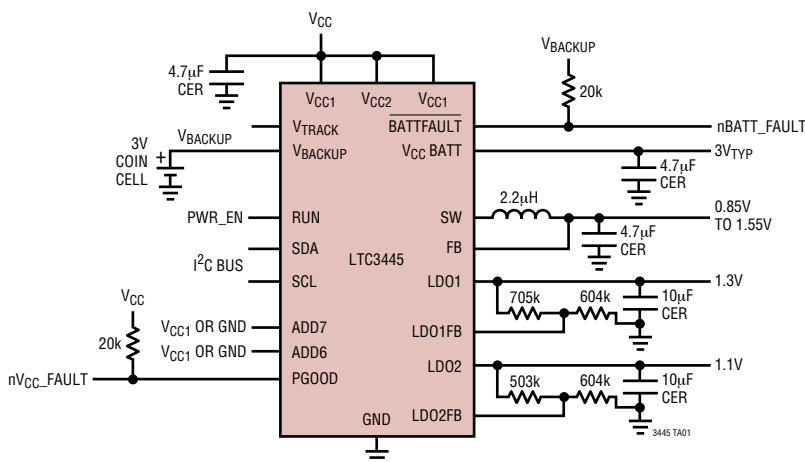 VCC
4.7μF
CER
VCC1 VCC2 VCC1
VBACKUP
20k
VTRACK
BATTFAULT
nBATT_FAULT
3V
COIN
CELL
+
VBACKUP
VBACKUP
VCC BATT
3VTYP
4.7μF
CER
PWR_EN
RUN
SW
2.2μH
0.85V
TO 1.55V
4.7μF
CER
SDA
FB
I2C BUS
LTC3445
SCL
LDO1
1.3V
705k
604k
10μF
CER
VCC
20k
VCC1 OR GND
ADD7
LDO1FB
VCC1 OR GND
ADD6
LDO2
1.1V
nVCC_FAULT
PGOOD
503k
604k
10μF
CER
LDO2FB
GND
3445 TA01